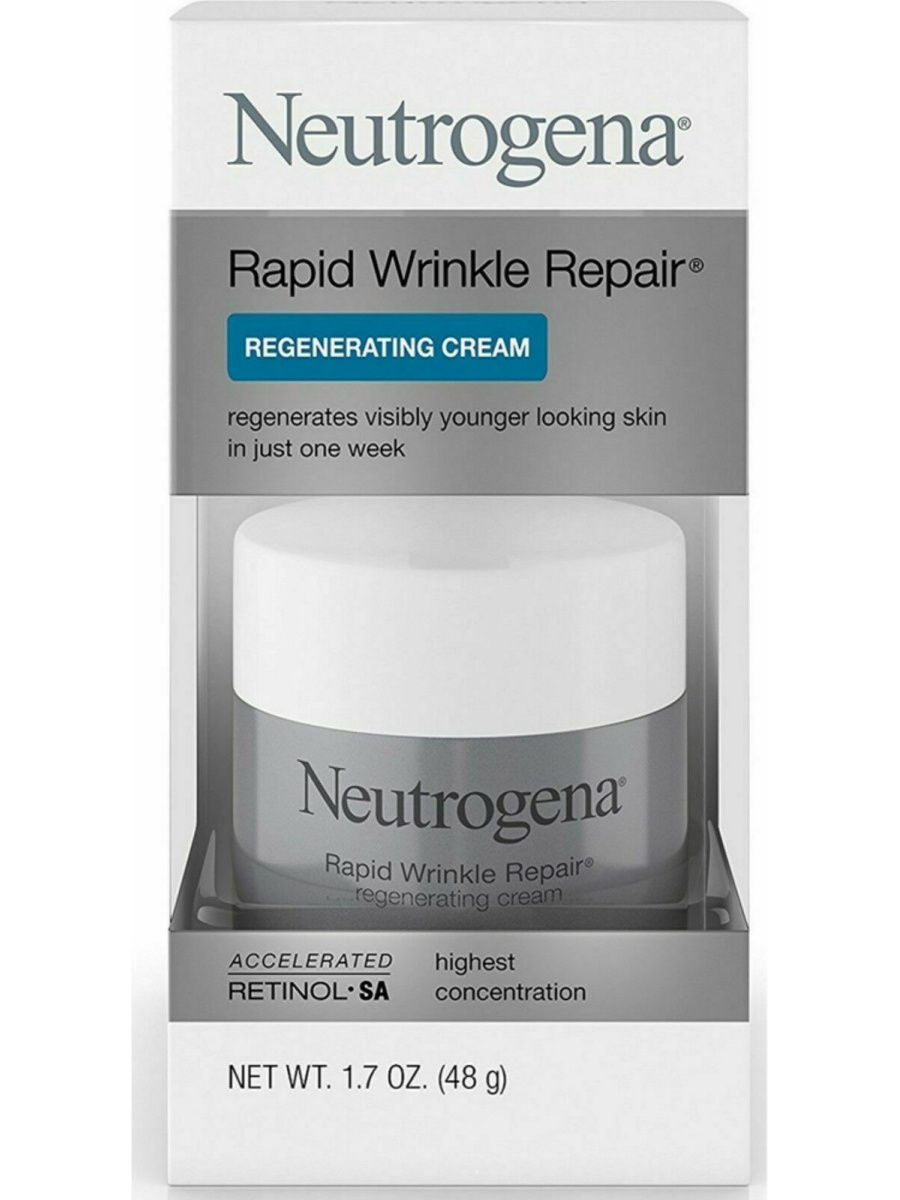 Neutrogena®
Rapid Wrinkle Repair®
REGENERATING CREAM
regenerates visibly younger looking skin
in just one week
Neutrogena®
Rapid Wrinkle Repair®
regenerating cream
ACCELERATED
RETINOL·SA
highest
concentration
NET WT. 1.7 OZ. (48 g)